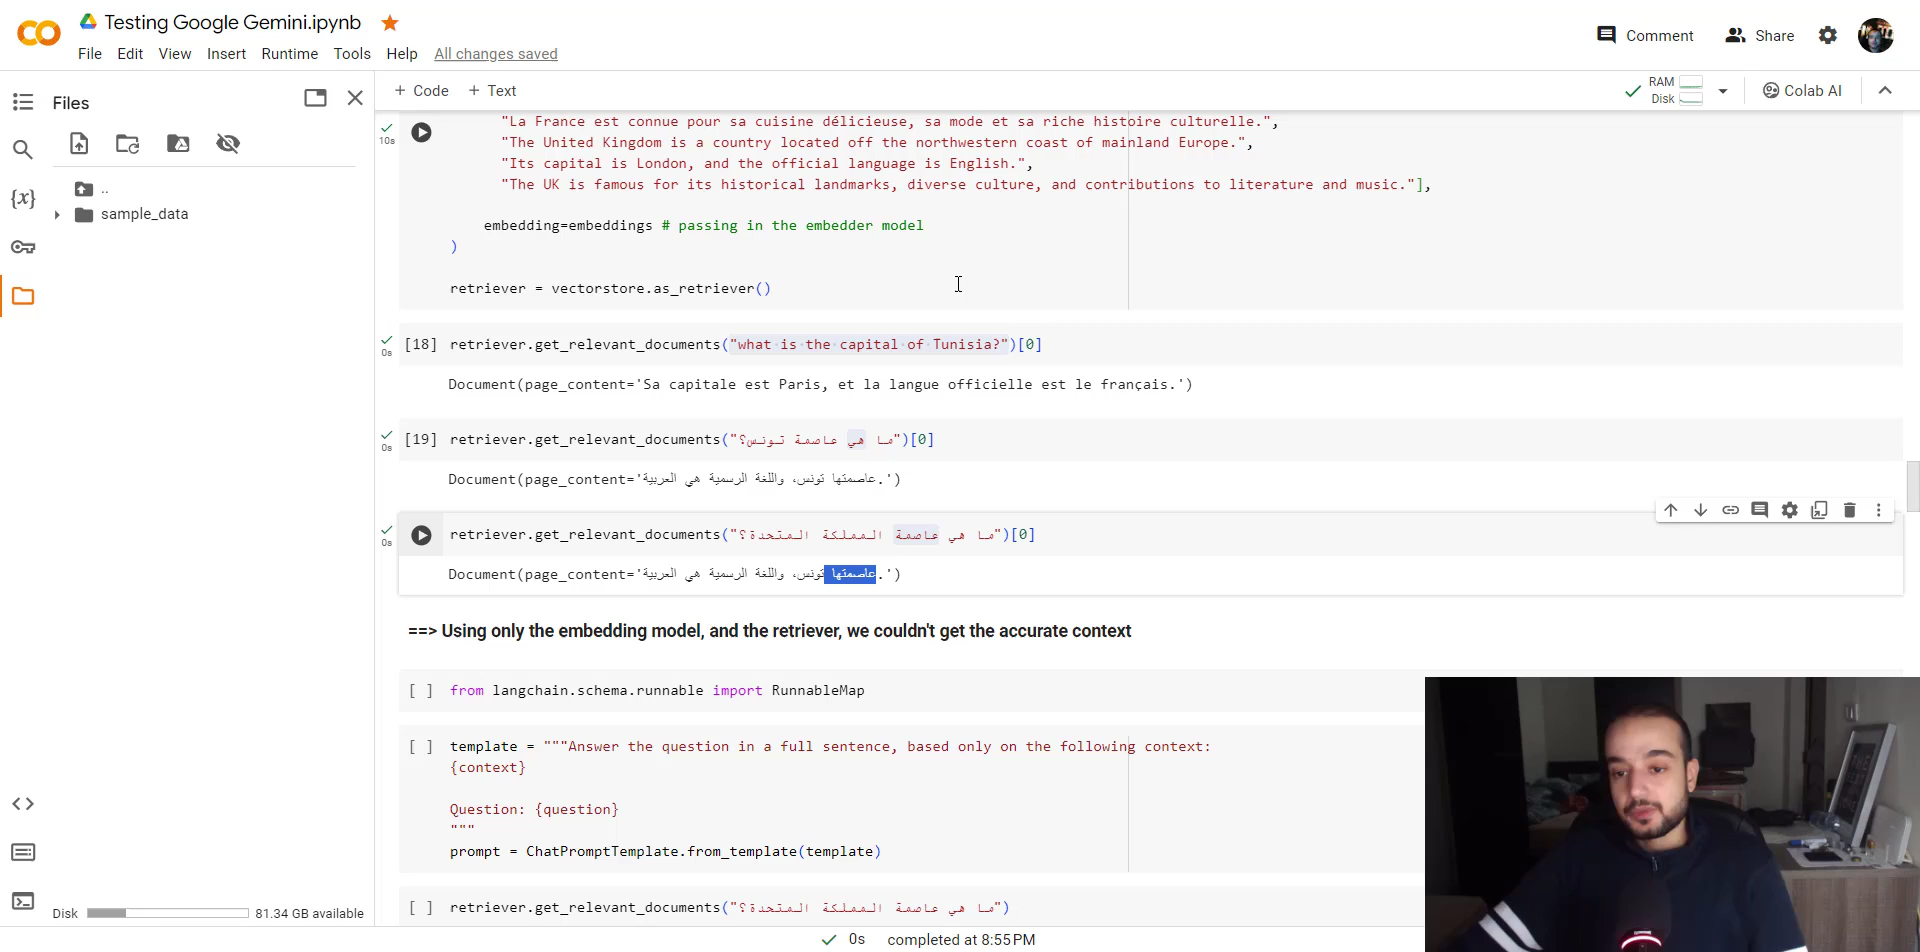 Testing Google Gemini.ipynb
File Edit View Insert Runtime Tools Help All changes saved
Comment Share
Files
+ Code + Text
RAM
Disk
Colab AI
..
sample_data
{x}
10s
"La France est connue pour sa cuisine délicieuse, sa mode et sa riche histoire culturelle.",
"The United Kingdom is a country located off the northwestern coast of mainland Europe.",
"Its capital is London, and the official language is English.",
"The UK is famous for its historical landmarks, diverse culture, and contributions to literature and music."],
embedding=embeddings # passing in the embedder model
)
retriever = vectorstore.as_retriever()
0s
[18] retriever.get_relevant_documents("what is the capital of Tunisia?")[0]
Document(page_content='Sa capitale est Paris, et la langue officielle est le français.')
0s
[19] retriever.get_relevant_documents("ما هي عاصمة تونس؟")[0]
Document(page_content='عاصمتها تونس، واللغة الرسمية هي العربية.')
0s
retriever.get_relevant_documents("ما هي عاصمة المملكة المتحدة؟")[0]
Document(page_content='عاصمتها تونس، واللغة الرسمية هي العربية.')
==> Using only the embedding model, and the retriever, we couldn't get the accurate context
[ ] from langchain.schema.runnable import RunnableMap
[ ] template = """Answer the question in a full sentence, based only on the following context:
{context}
Question: {question}
"""
prompt = ChatPromptTemplate.from_template(template)
[ ] retriever.get_relevant_documents("ما هي عاصمة المملكة المتحدة؟")
Disk 81.34 GB available
0s completed at 8:55 PM